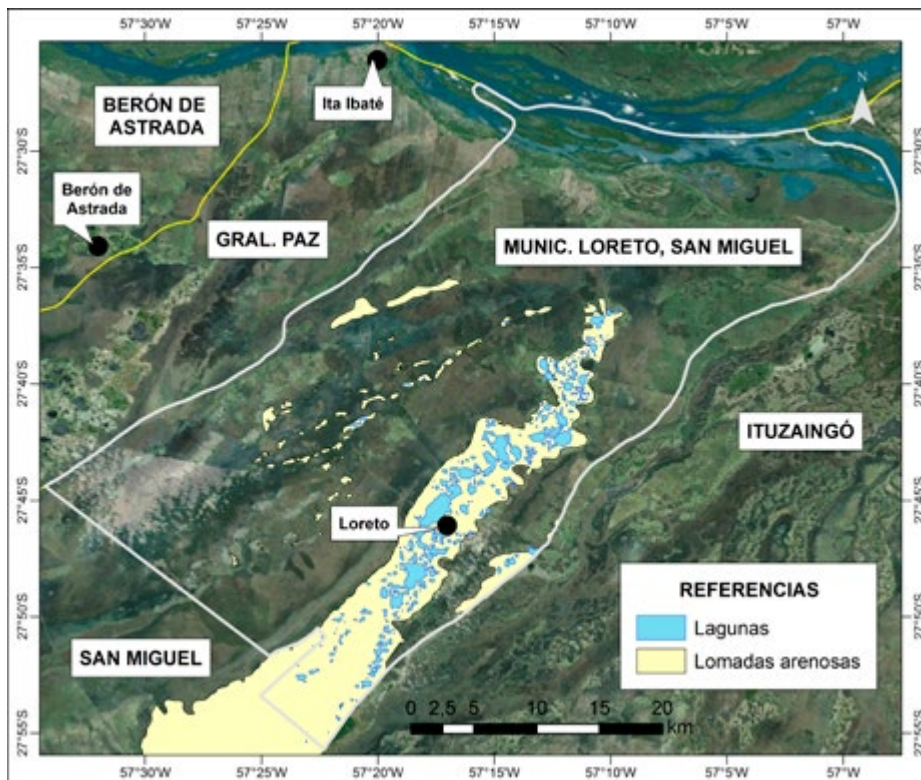 57°30'W
57°25'W
57°20'W
57°15'W
57°10'W
57°5'W
57°W
27°30'S
27°35'S
27°40'S
27°45'S
27°50'S
27°55'S
BERÓN DE
ASTRADA
Ita Ibaté
N
Berón de
Astrada
GRAL. PAZ
MUNIC. LORETO, SAN MIGUEL
ITUZAINGÓ
Loreto
SAN MIGUEL
REFERENCIAS
Lagunas
Lomadas arenosas
0 2,5 5 10 15 20
km
27°30'S
27°35'S
27°40'S
27°45'S
27°50'S
27°55'S
57°30'W
57°25'W
57°20'W
57°15'W
57°10'W
57°5'W
57°W